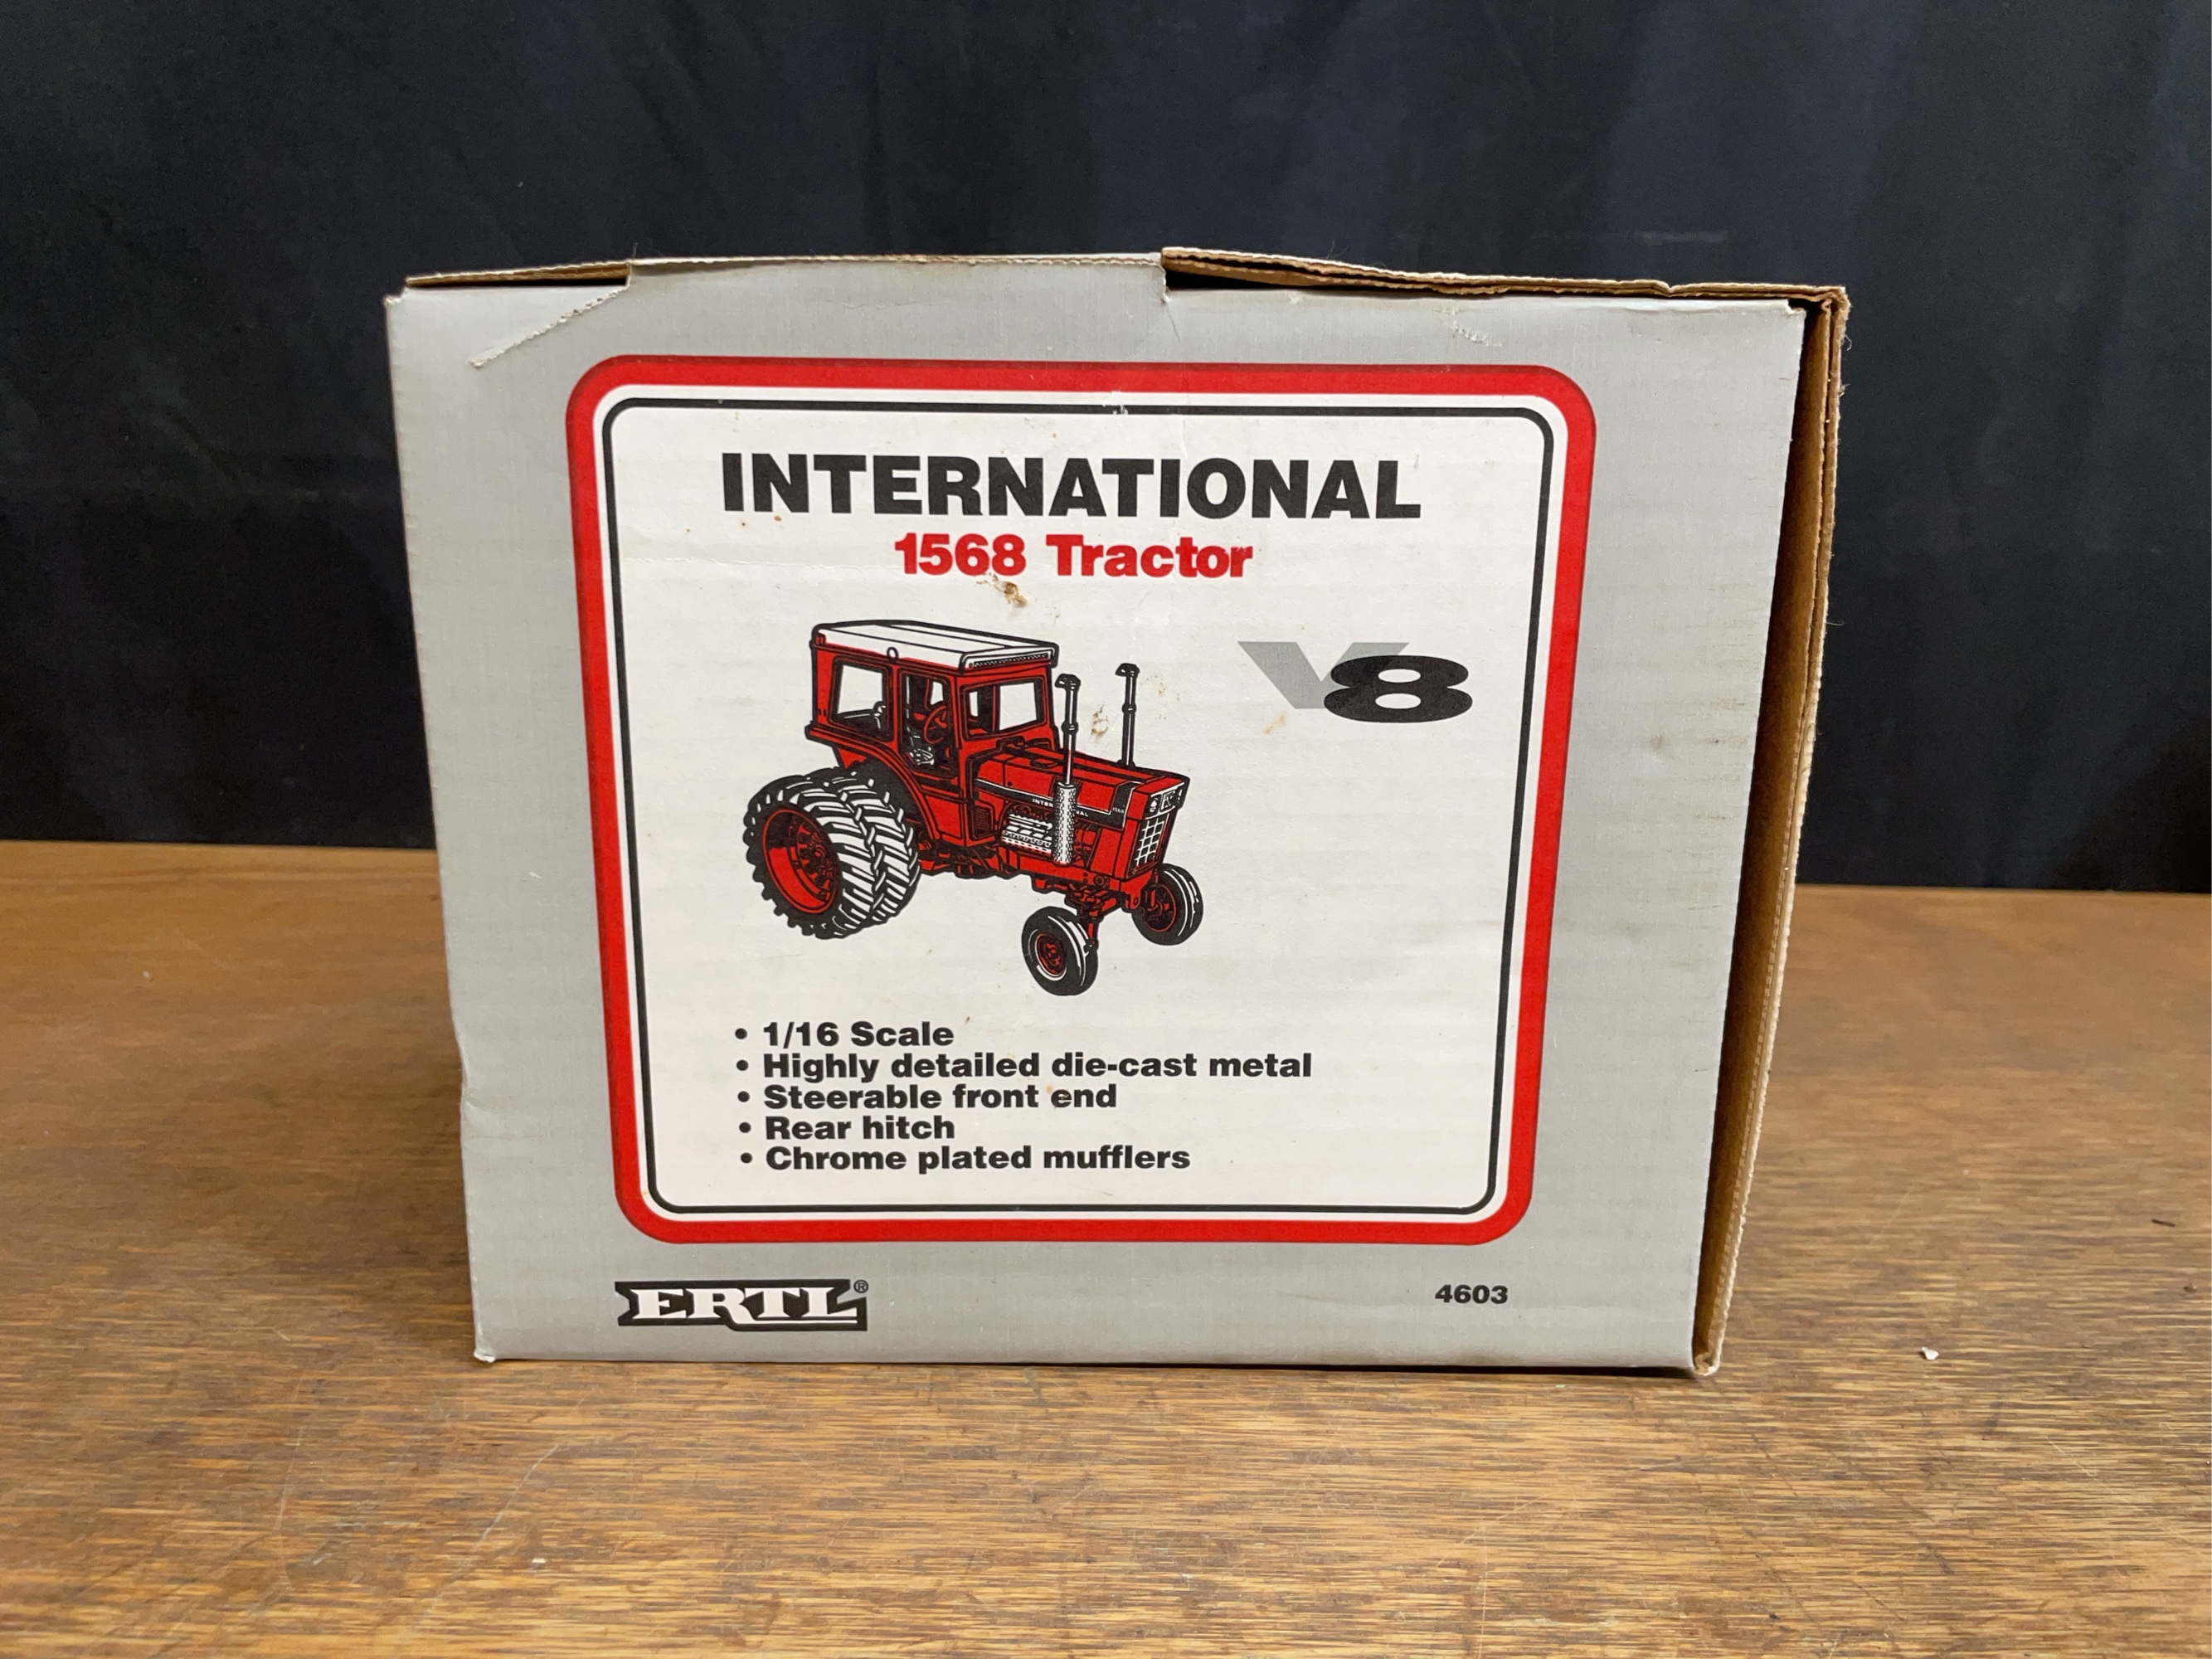 INTERNATIONAL
1568 Tractor
V8
• 1/16 Scale
• Highly detailed die-cast metal
• Steerable front end
• Rear hitch
• Chrome plated mufflers
ERTL®
4603